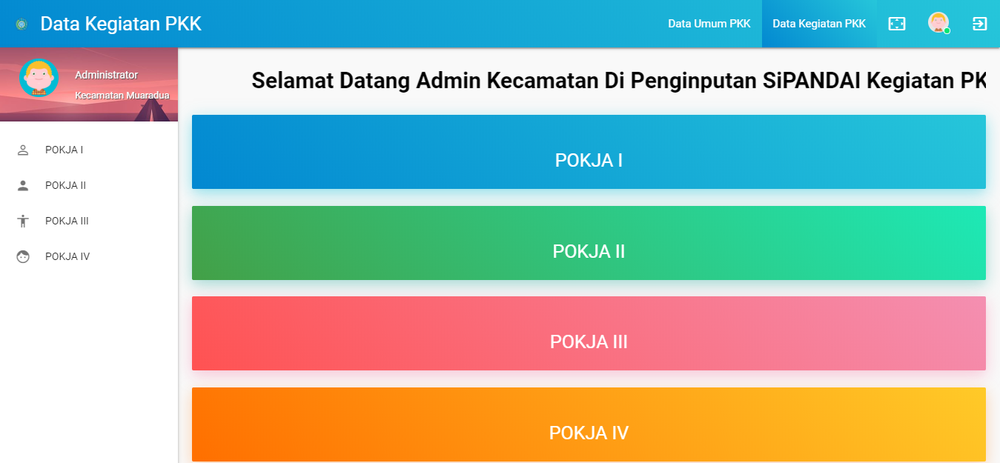 Data Kegiatan PKK
Data Umum PKK
Data Kegiatan PKK
Administrator
Kecamatan Muaradua
POKJA I
POKJA II
POKJA III
POKJA IV
Selamat Datang Admin Kecamatan Di Penginputan SiPANDAI Kegiatan PK
POKJA I
POKJA II
POKJA III
POKJA IV